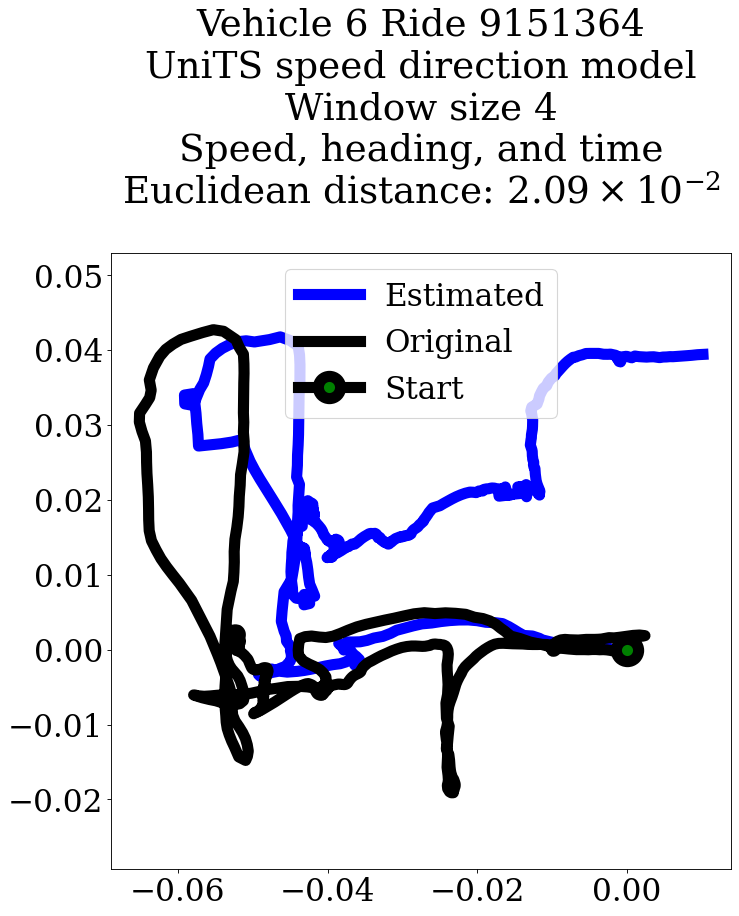 Vehicle 6 Ride 9151364
UniTS speed direction model
Window size 4
Speed, heading, and time
Euclidean distance: 2.09 × 10⁻²
Estimated
Original
Start
0.05
0.04
0.03
0.02
0.01
0.00
−0.01
−0.02
−0.06
−0.04
−0.02
0.00